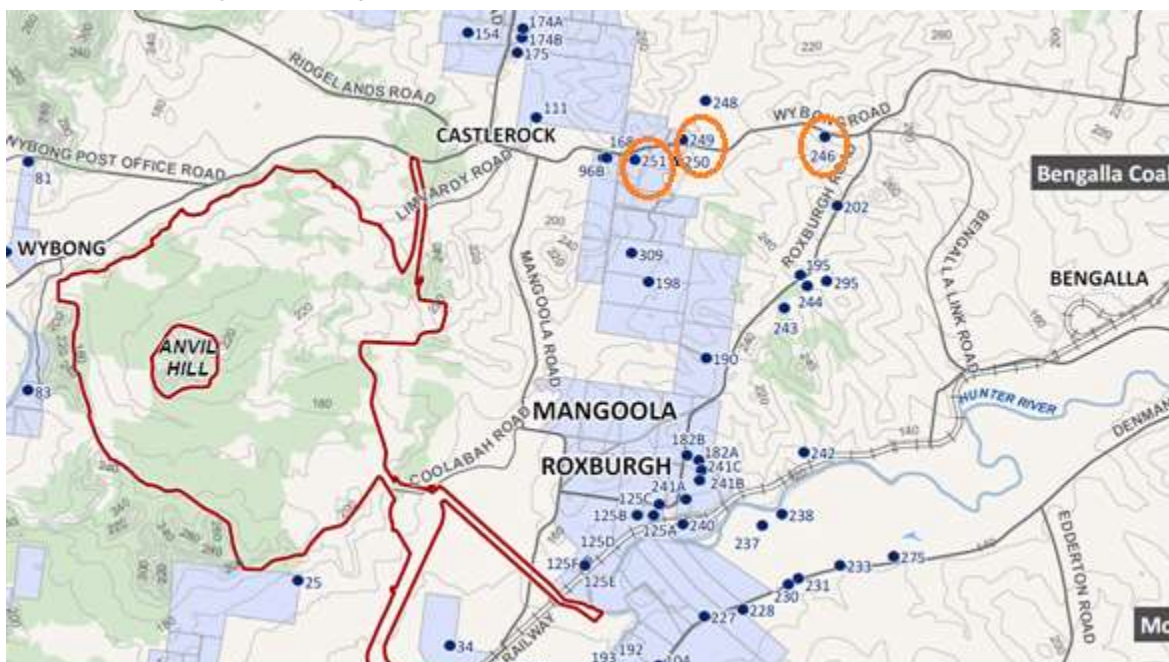 174A
154
174B
175
RIDGELANDS ROAD
111
248
WYBONG ROAD
CASTLEROCK
168
249
246
251
250
96B
WYBONG POST OFFICE ROAD
81
LIMVARDY ROAD
Bengalla Coal
202
ROXBURGH ROAD
WYBONG
309
MANGOOLA ROAD
198
195
295
244
243
BENGALLA LINK ROAD
BENGALLA
ANVIL
HILL
190
83
HUNTER RIVER
MANGOOLA
DENMAN
COOLABAH ROAD
182B
182A
ROXBURGH
241C
242
241A
241B
125C
125B
125A
240
238
237
125D
125F
125E
275
233
231
230
EDDERTON ROAD
25
228
227
34
RAILWAY
192
193
104
Mo